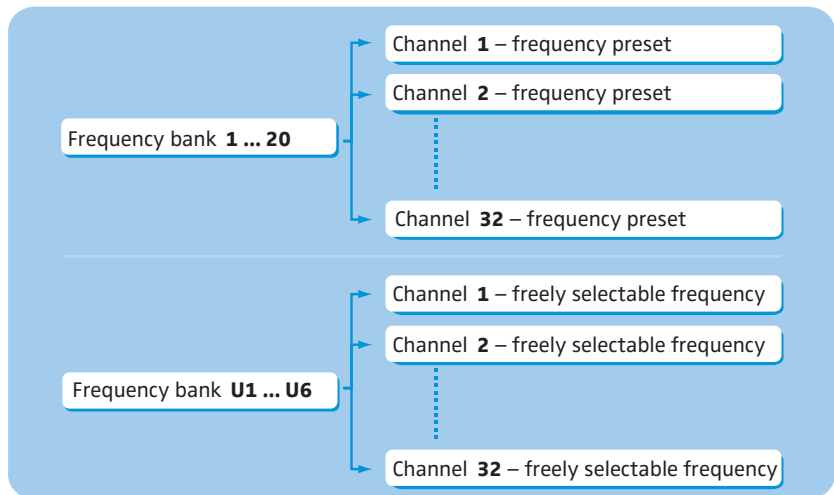 Channel 1 – frequency preset
Channel 2 – frequency preset
Frequency bank 1 ... 20
Channel 32 – frequency preset
Channel 1 – freely selectable frequency
Channel 2 – freely selectable frequency
Frequency bank U1 ... U6
Channel 32 – freely selectable frequency